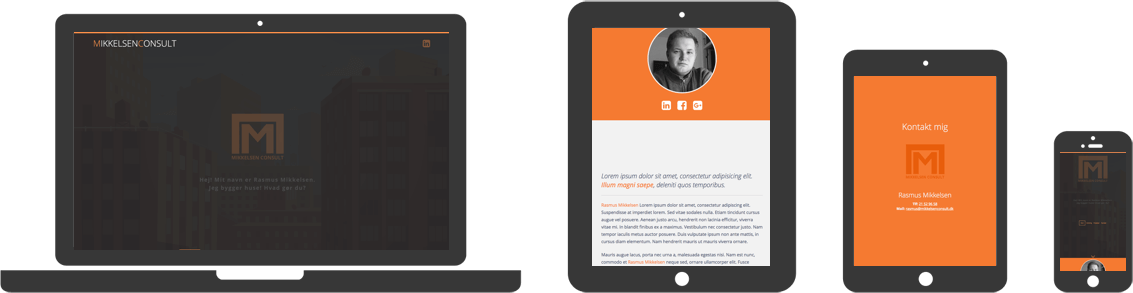 MIKKELSENCONSULT
MIKKELSEN CONSULT
Hej! Mit navn er Rasmus Mikkelsen,
jeg bygger bove! Hvad gør du?
Lorem ipsum dolor sit amet, consectetur adipisicing elit.
Illum magni saepe, deleniti quos temporibus.
Rasmus Mikkelsen Lorem ipsum dolor sit amet, consectetur adipiscing elit.
Suspendisse at imperdiet lorem. Sed vitae sodales nulla. Etiam tincidunt cursus
augue vel posuere. Aenean justo arcu, hendrerit non lacinia efficitur, viverra
vitae mi. In blandit finibus ex a maximus. Vestibulum nec consectetur justo. Nam
tempor iaculis metus auctor posuere. Duis vulputate ipsum non ante mattis, in
cursus diam elementum. Nam hendrerit mauris ut mauris viverra ornare.
Mauris augue lacus, porta nec urna a, malesuada egestas nisi. Nam est nunc,
commodo et Rasmus Mikkelsen neque sed, ornare ullamcorper elit. Fusce
Kontakt mig
MIKKELSEN CONSULT
Rasmus Mikkelsen